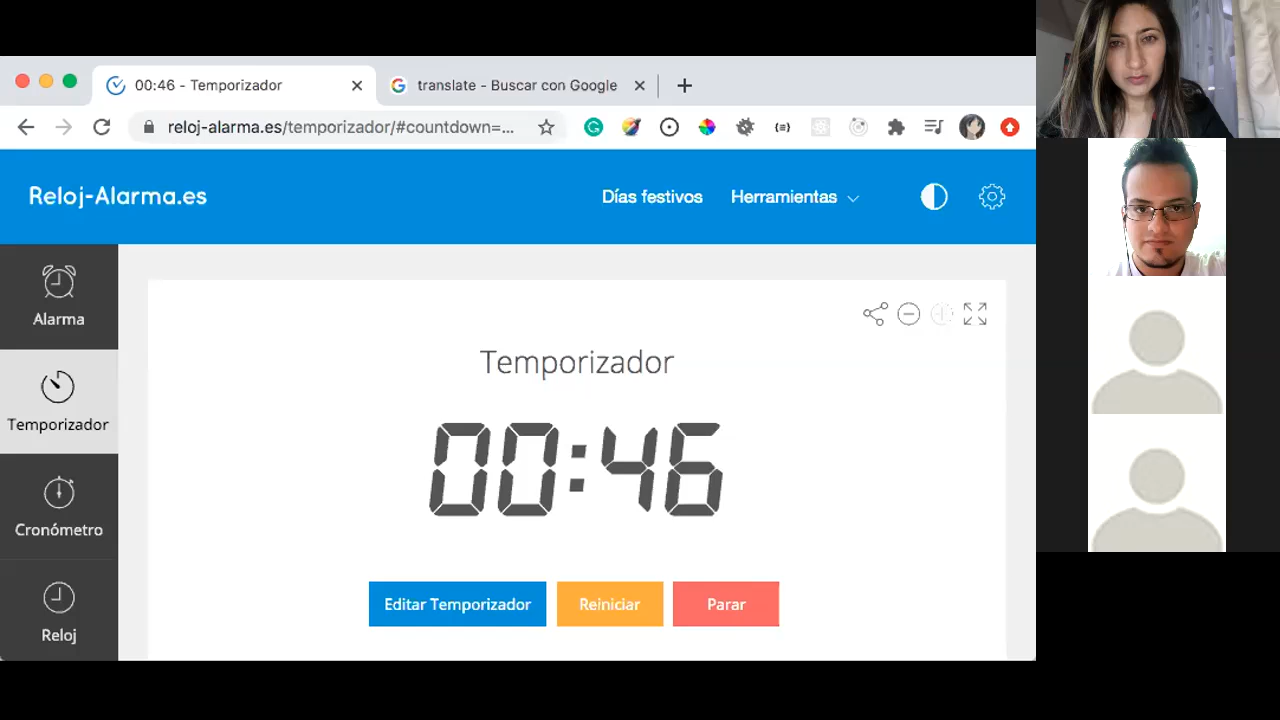 00:46 - Temporizador
translate - Buscar con Google
reloj-alarma.es/temporizador/#countdown=...
Reloj-Alarma.es
Días festivos
Herramientas
Alarma
Temporizador
Cronómetro
Reloj
Temporizador
00:46
Editar Temporizador
Reiniciar
Parar